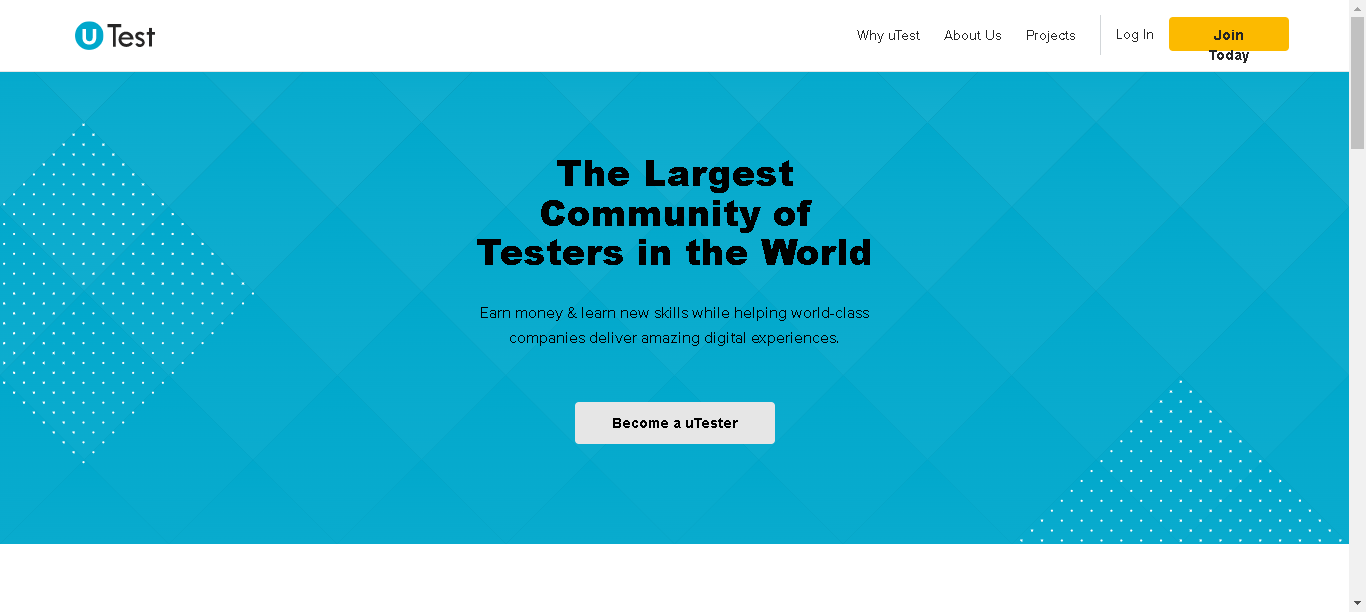 uTest
Why uTest
About Us
Projects
Log In
Join
Today
The Largest
Community of
Testers in the World
Earn money & learn new skills while helping world-class
companies deliver amazing digital experiences.
Become a uTester